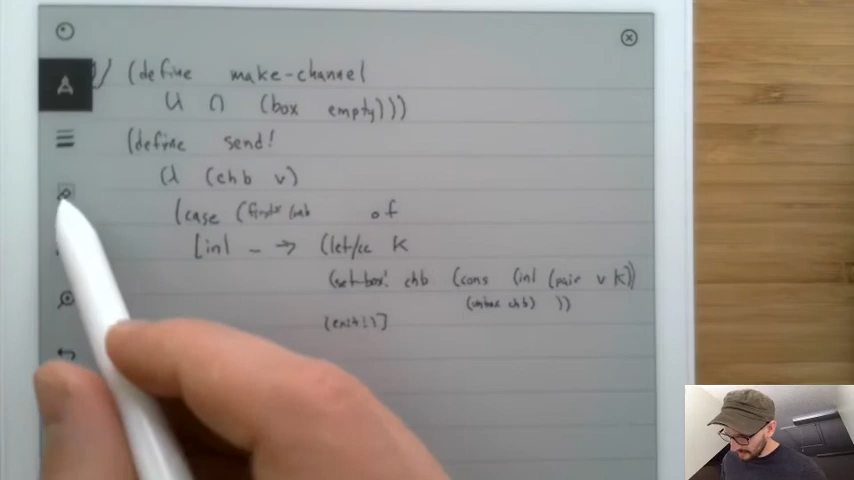 (define make-channel
(λ () (box empty)))
(define send!
(λ (chb v)
(case (first of
[inl _ → (let/cc K
(set-box! chb (cons (inl (pair v K))
(unbox chb) ))
(exit!)]